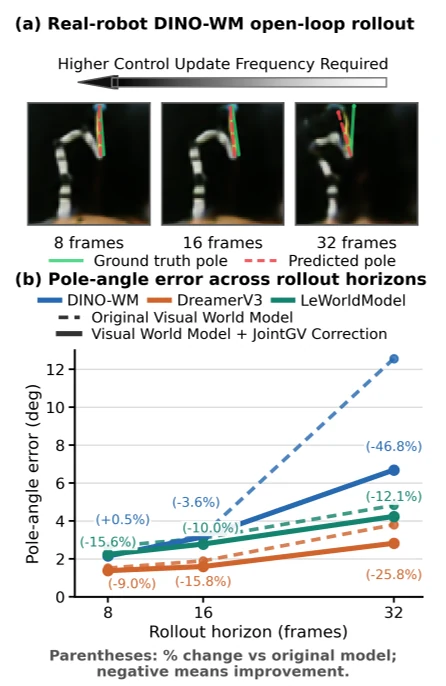 (a) Real-robot DINO-WM open-loop rollout
Higher Control Update Frequency Required
8 frames 16 frames 32 frames
Ground truth pole Predicted pole
(b) Pole-angle error across rollout horizons
DINO-WM DreamerV3 LeWorldModel
Original Visual World Model
Visual World Model + JointGV Correction
Pole-angle error (deg)
12
10
8
6
4
2
0
(-46.8%)
(-3.6%)
(-12.1%)
(+0.5%)
(-10.0%)
(-15.6%)
(-9.0%)
(-15.8%)
(-25.8%)
8 16 32
Rollout horizon (frames)
Parentheses: % change vs original model;
negative means improvement.